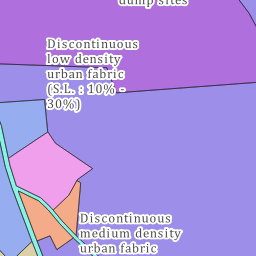 dump sites
Discontinuous
low density
urban fabric
(S.L. : 10% -
30%)
Discontinuous
medium density
urban fabric